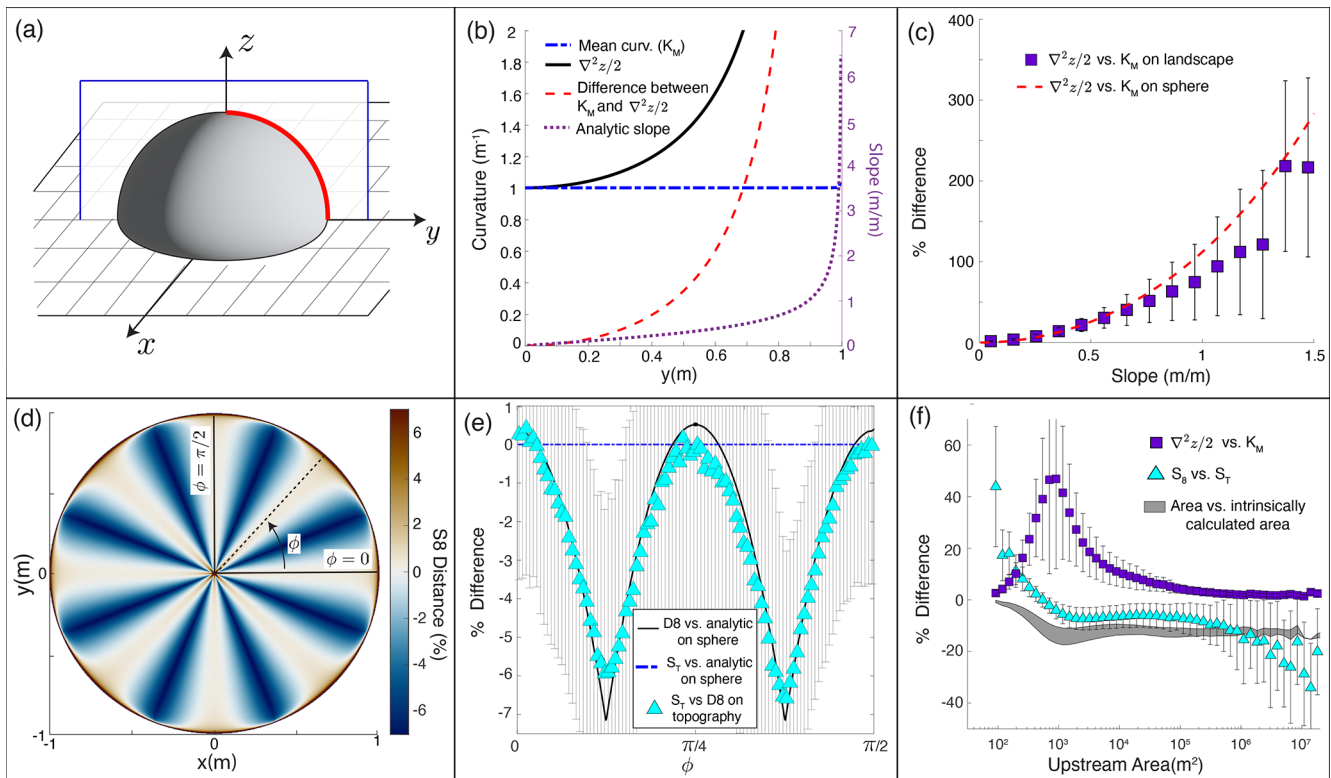 (a)
z
y
x
(b)
Mean curv. (K_M)
∇²z/2
Difference between
K_M and ∇²z/2
Analytic slope
Curvature (m⁻¹)
2
1.8
1.6
1.4
1.2
1
0.8
0.6
0.4
0.2
0
0
0.2
0.4
0.6
0.8
1
y(m)
7
6
5
4
3
2
1
0
Slope (m/m)
(c)
∇²z/2 vs. K_M on landscape
∇²z/2 vs. K_M on sphere
% Difference
400
300
200
100
50
0
0
0.5
1
1.5
Slope (m/m)
(d)
y(m)
1
0
-1
-1
0
1
x(m)
ϕ = π/2
ϕ
ϕ = 0
6
4
2
0
-2
-4
-6
S8 Distance (%)
(e)
% Difference
1
0
-1
-2
-3
-4
-5
-6
-7
D8 vs. analytic
on sphere
S_T vs. analytic
on sphere
S_T vs D8 on
topography
0
π/4
π/2
ϕ
(f)
∇²z/2 vs. K_M
S_8 vs. S_T
Area vs. intrinsically
calculated area
% Difference
60
40
20
0
-20
-40
10²
10³
10⁴
10⁵
10⁶
10⁷
Upstream Area(m²)